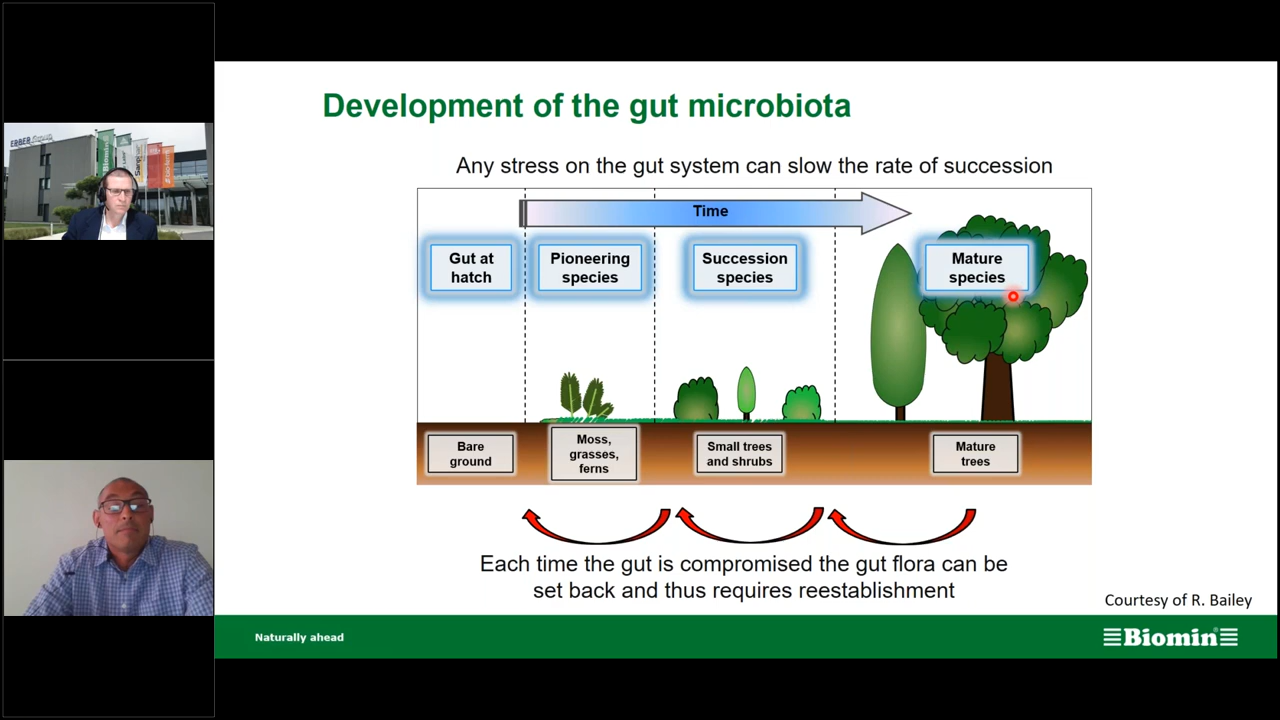 Development of the gut microbiota
Any stress on the gut system can slow the rate of succession
Time
Gut at
hatch
Pioneering
species
Succession
species
Mature
species
Bare
ground
Moss,
grasses,
ferns
Small trees
and shrubs
Mature
trees
Each time the gut is compromised the gut flora can be
set back and thus requires reestablishment
Courtesy of R. Bailey
Naturally ahead
Biomin®
ERBER Group
Biomin